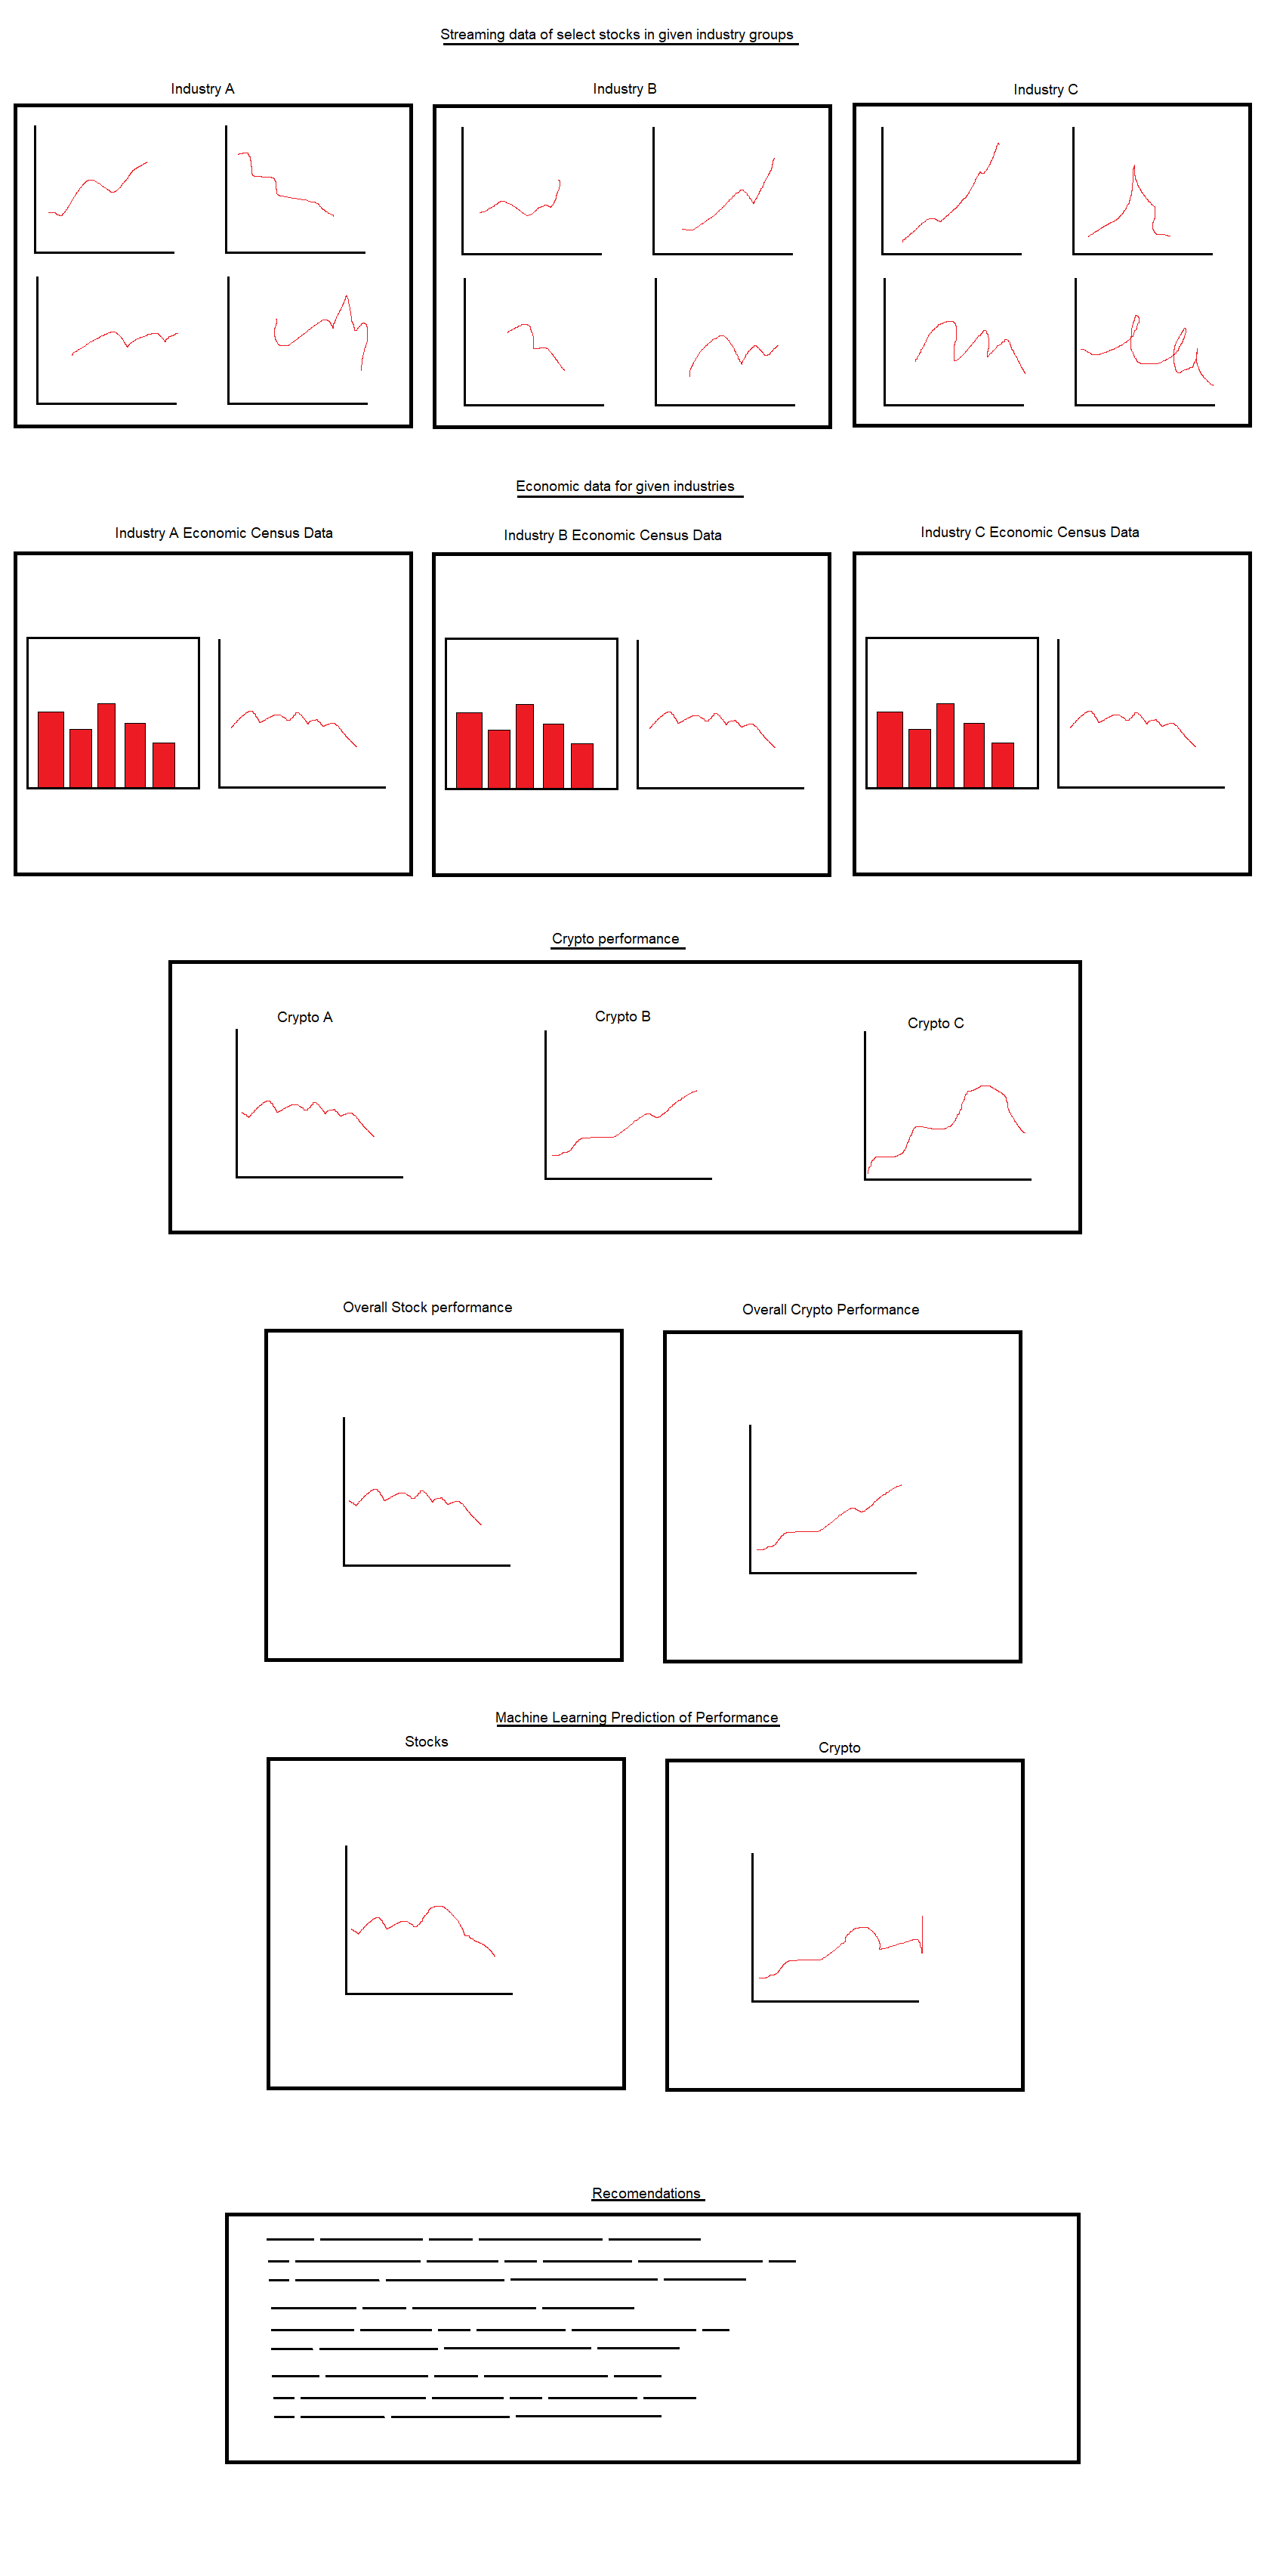 Streaming data of select stocks in given industry groups
Industry A
Industry B
Industry C
Economic data for given industries
Industry A Economic Census Data
Industry B Economic Census Data
Industry C Economic Census Data
Crypto performance
Crypto A
Crypto B
Crypto C
Overall Stock performance
Overall Crypto Performance
Machine Learning Prediction of Performance
Stocks
Crypto
Recomendations